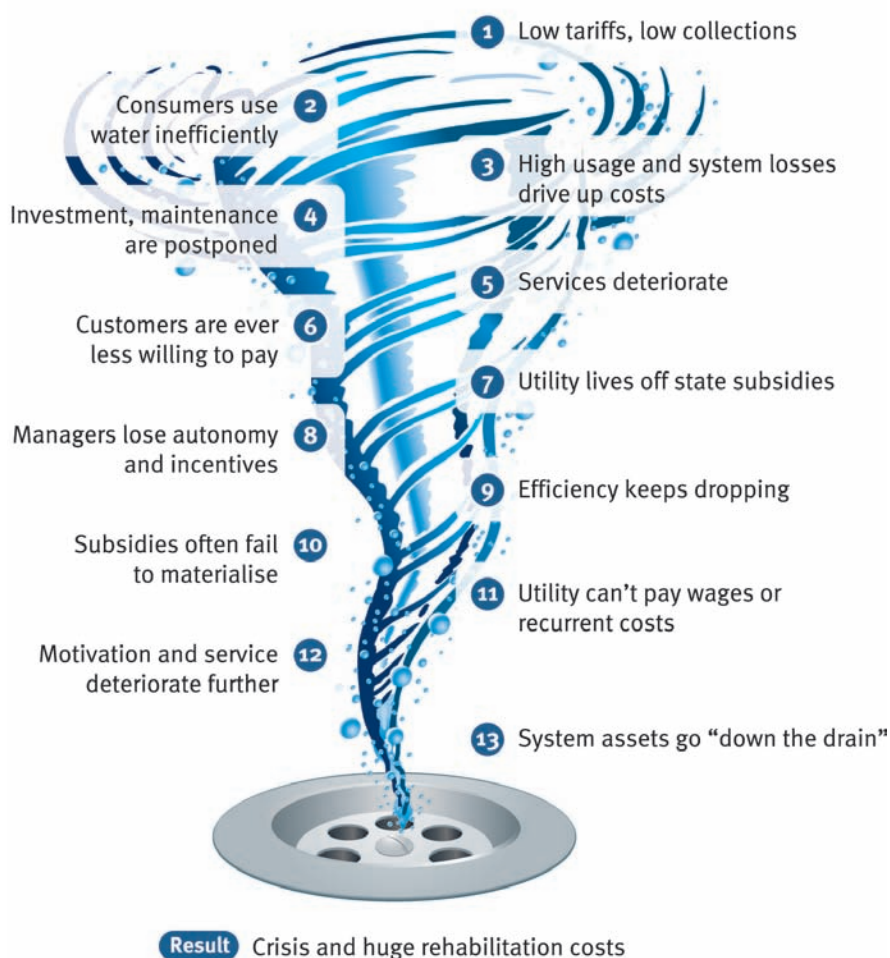 1 Low tariffs, low collections
2 Consumers use
water inefficiently
3 High usage and system losses
drive up costs
4 Investment, maintenance
are postponed
5 Services deteriorate
6 Customers are ever
less willing to pay
7 Utility lives off state subsidies
8 Managers lose autonomy
and incentives
9 Efficiency keeps dropping
10 Subsidies often fail
to materialise
11 Utility can’t pay wages or
recurrent costs
12 Motivation and service
deteriorate further
13 System assets go “down the drain”
Result Crisis and huge rehabilitation costs